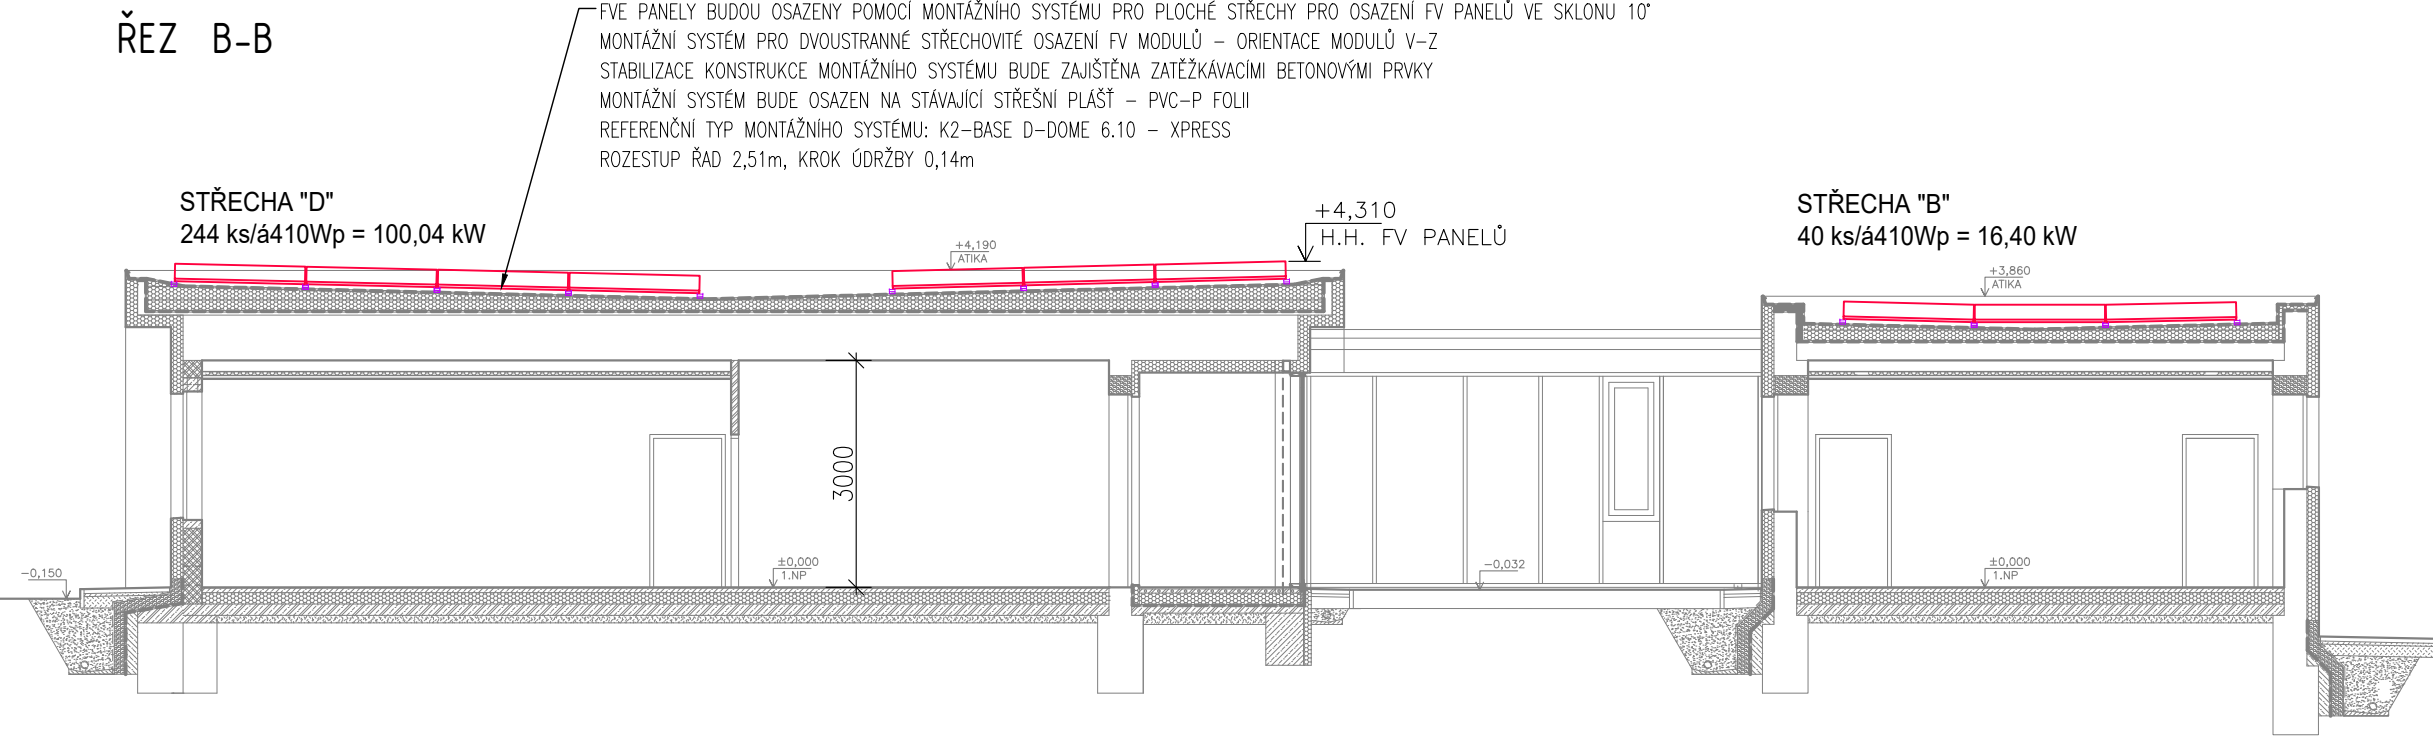 ŘEZ B-B
FVE PANELY BUDOU OSAZENY POMOCÍ MONTÁŽNÍHO SYSTÉMU PRO PLOCHÉ STŘECHY PRO OSAZENÍ FV PANELŮ VE SKLONU 10°
MONTÁŽNÍ SYSTÉM PRO DVOUSTRANNÉ STŘECHOVITÉ OSAZENÍ FV MODULŮ – ORIENTACE MODULŮ V-Z
STABILIZACE KONSTRUKCE MONTÁŽNÍHO SYSTÉMU BUDE ZAJIŠTĚNA ZATĚŽKÁVACÍMI BETONOVÝMI PRVKY
MONTÁŽNÍ SYSTÉM BUDE OSAZEN NA STÁVAJÍCÍ STŘEŠNÍ PLÁŠŤ – PVC-P FOLII
REFERENČNÍ TYP MONTÁŽNÍHO SYSTÉMU: K2-BASE D-DOME 6.10 – XPRESS
ROZESTUP ŘAD 2,51m, KROK ÚDRŽBY 0,14m
STŘECHA "D"
244 ks/á410Wp = 100,04 kW
+4,310
H.H. FV PANELŮ
STŘECHA "B"
40 ks/á410Wp = 16,40 kW
+4,190
ATIKA
+3,860
ATIKA
3000
-0,150
±0,000
1.NP
-0,032
±0,000
1.NP